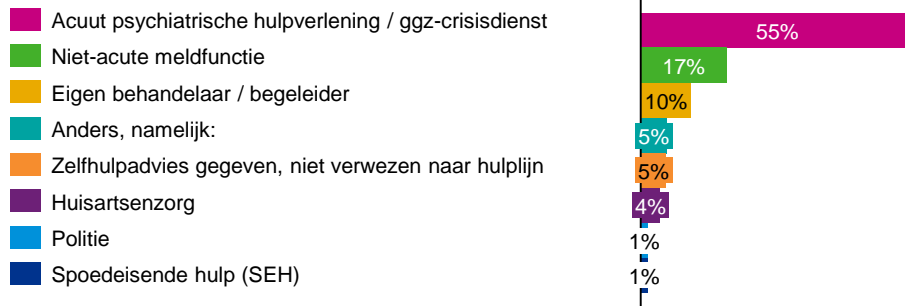 Acuut psychiatrische hulpverlening / ggz-crisisdienst 55%
Niet-acute meldfunctie 17%
Eigen behandelaar / begeleider 10%
Anders, namelijk: 5%
Zelfhulpadvies gegeven, niet verwezen naar hulplijn 5%
Huisartsenzorg 4%
Politie 1%
Spoedeisende hulp (SEH) 1%